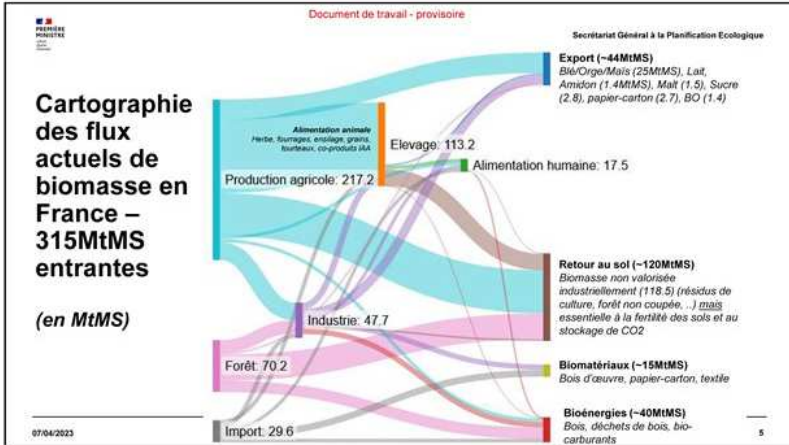 Document de travail - provisoire
PREMIÈRE
MINISTRE
Secrétariat Général à la Planification Ecologique
Cartographie
des flux
actuels de
biomasse en
France –
315MtMS
entrantes
(en MtMS)
Export (~44MtMS)
Blé/Orge/Maïs (25MtMS), Lait,
Amidon (1.4MtMS), Malt (1.5), Sucre
(2.8), papier-carton (2.7), BO (1.4)
Alimentation animale
Herbe, fourrages, ensilage, grains,
tourteaux, co-produits IAA
Elevage: 113.2
Alimentation humaine: 17.5
Production agricole: 217.2
Retour au sol (~120MtMS)
Biomasse non valorisée
industriellement (118.5) (résidus de
culture, forêt non coupée, ..) mais
essentielle à la fertilité des sols et au
stockage de CO2
Industrie: 47.7
Forêt: 70.2
Biomatériaux (~15MtMS)
Bois d'œuvre, papier-carton, textile
Import: 29.6
Bioénergies (~40MtMS)
Bois, déchets de bois, bio-
carburants
07/04/2023
5